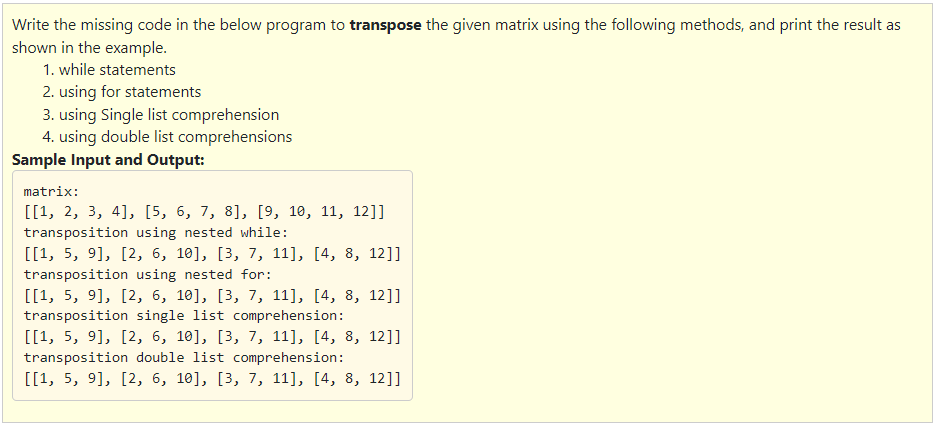 Write the missing code in the below program to transpose the given matrix using the following methods, and print the result as
shown in the example.
1. while statements
2. using for statements
3. using Single list comprehension
4. using double list comprehensions
Sample Input and Output:
matrix:
[[1, 2, 3, 4], [5, 6, 7, 8], [9, 10, 11, 12]]
transposition using nested while:
[[1, 5, 9], [2, 6, 10], [3, 7, 11], [4, 8, 12]]
transposition using nested for:
[[1, 5, 9], [2, 6, 10], [3, 7, 11], [4, 8, 12]]
transposition single list comprehension:
[[1, 5, 9], [2, 6, 10], [3, 7, 11], [4, 8, 12]]
transposition double list comprehension:
[[1, 5, 9], [2, 6, 10], [3, 7, 11], [4, 8, 12]]